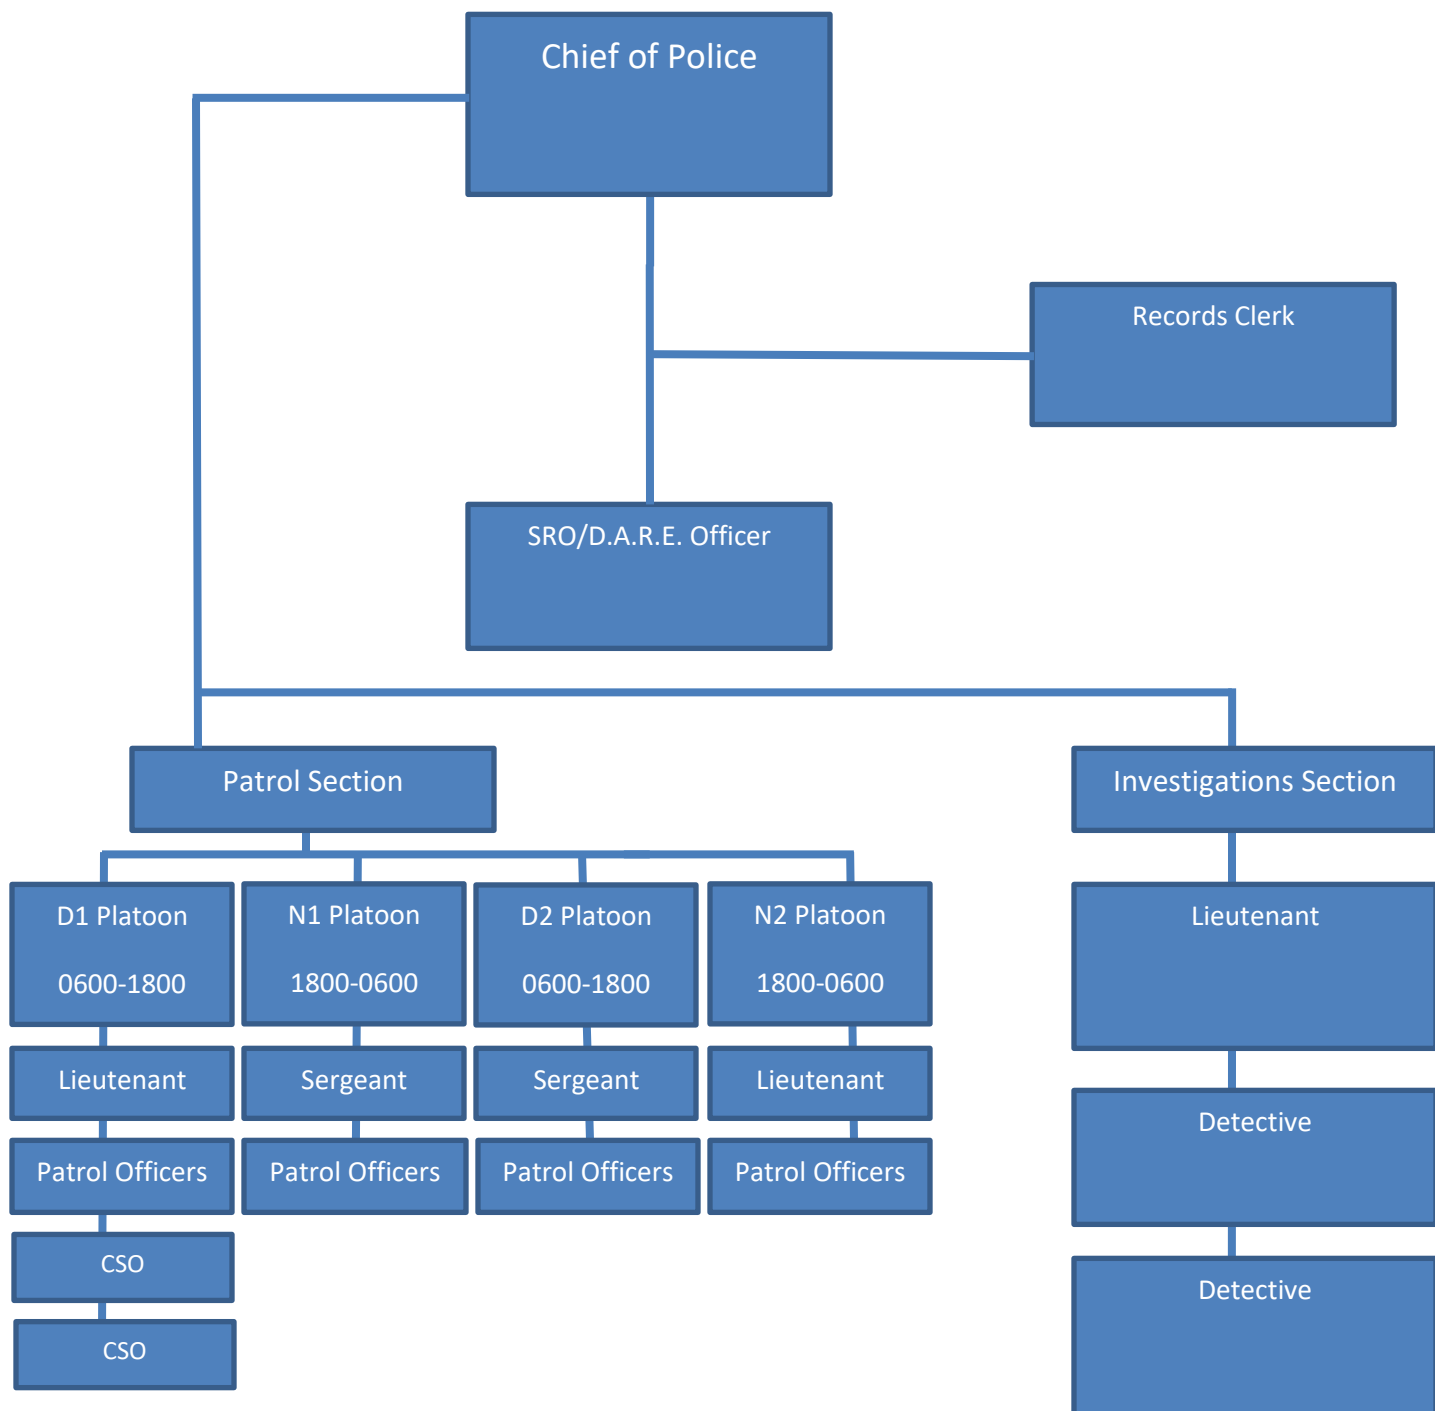 Chief of Police
Records Clerk
SRO/D.A.R.E. Officer
Patrol Section
Investigations Section
D1 Platoon
0600-1800
N1 Platoon
1800-0600
D2 Platoon
0600-1800
N2 Platoon
1800-0600
Lieutenant
Lieutenant
Sergeant
Sergeant
Lieutenant
Detective
Patrol Officers
Patrol Officers
Patrol Officers
Patrol Officers
CSO
Detective
CSO